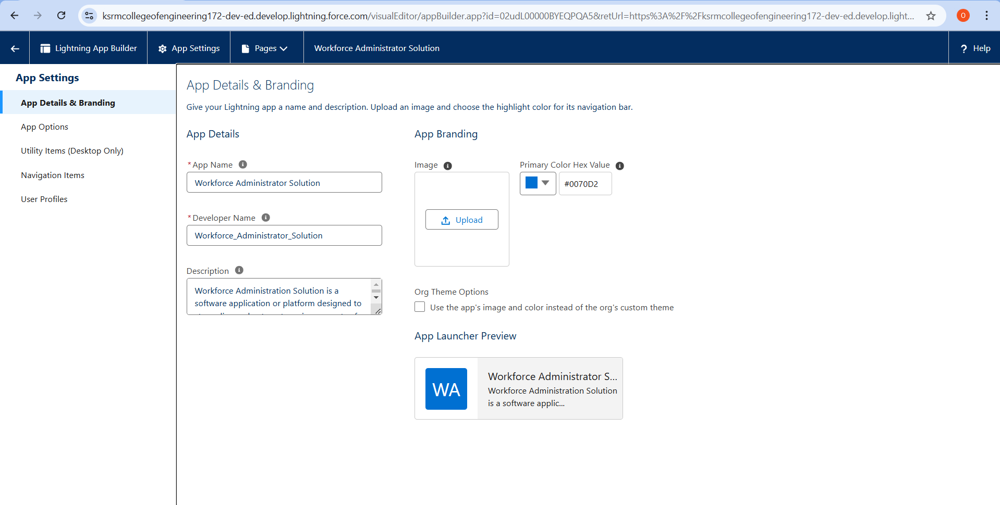 ksrmcollegeofengineering172-dev-ed.develop.lightning.force.com/visualEditor/appBuilder.app?id=02udL00000BYEQPQA5&retUrl=https%3A%2F%2Fksrmcollegeofengineering172-dev-ed.develop.light...
O
Lightning App Builder
App Settings
Pages
Workforce Administrator Solution
? Help
App Settings
App Details & Branding
App Options
Utility Items (Desktop Only)
Navigation Items
User Profiles
App Details & Branding
Give your Lightning app a name and description. Upload an image and choose the highlight color for its navigation bar.
App Details
*App Name
Workforce Administrator Solution
*Developer Name
Workforce_Administrator_Solution
Description
Workforce Administration Solution is a
software application or platform designed to
App Branding
Image
Upload
Primary Color Hex Value
#0070D2
Org Theme Options
Use the app's image and color instead of the org's custom theme
App Launcher Preview
WA
Workforce Administrator S...
Workforce Administration Solution
is a software applic...